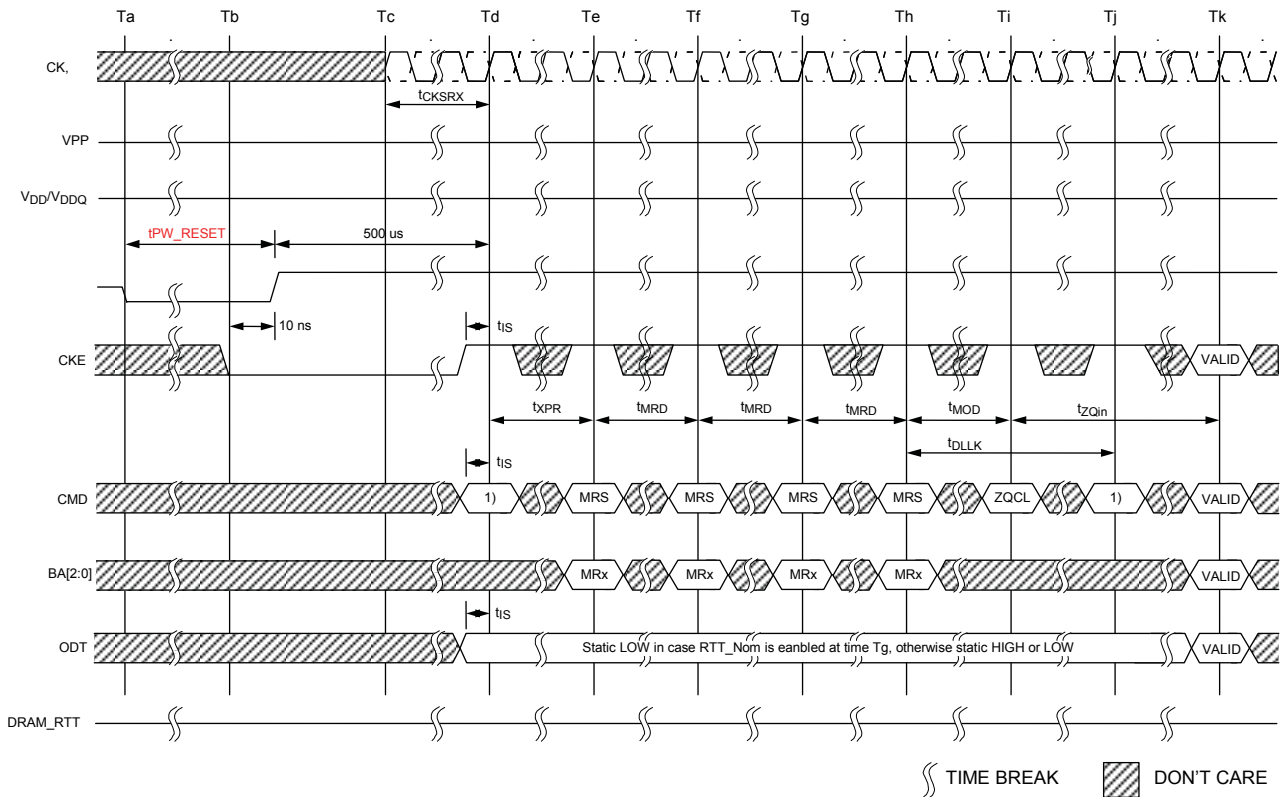 Ta Tb Tc Td Te Tf Tg Th Ti Tj Tk
CK,
tCKSRX
VPP
VDD/VDDQ
tPW_RESET 500 us
10 ns tIS
CKE VALID
tXPR tMRD tMRD tMRD tMOD tZQin
tDLLK
tIS
CMD 1) MRS MRS MRS MRS ZQCL 1) VALID
BA[2:0] MRx MRx MRx MRx VALID
tIS
ODT Static LOW in case RTT_Nom is eanbled at time Tg, otherwise static HIGH or LOW VALID
DRAM_RTT
TIME BREAK DON'T CARE